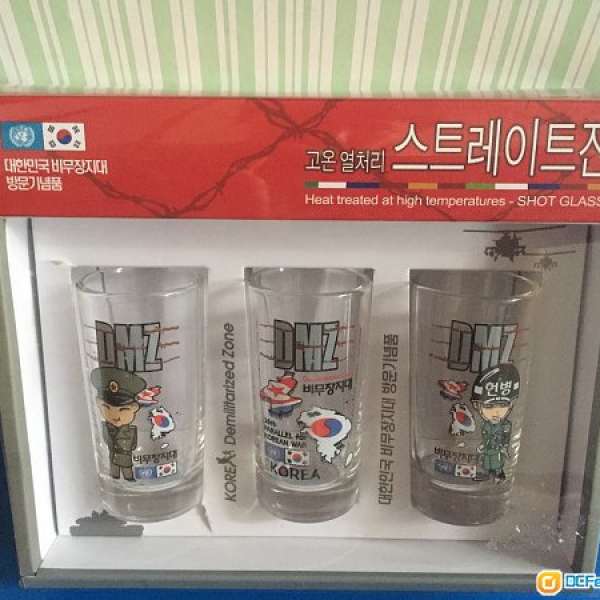 대한민국 비무장지대
방문기념품
고온 열처리 스트레이트잔
Heat treated at high temperatures - SHOT GLASS
DMZ
비무장지대
KOREA Demilitarized Zone
DMZ
비무장지대
PARALLEL
KOREAN WAR
KOREA
대한민국 비무장지대 방문기념품
DMZ
헌병
비무장지대